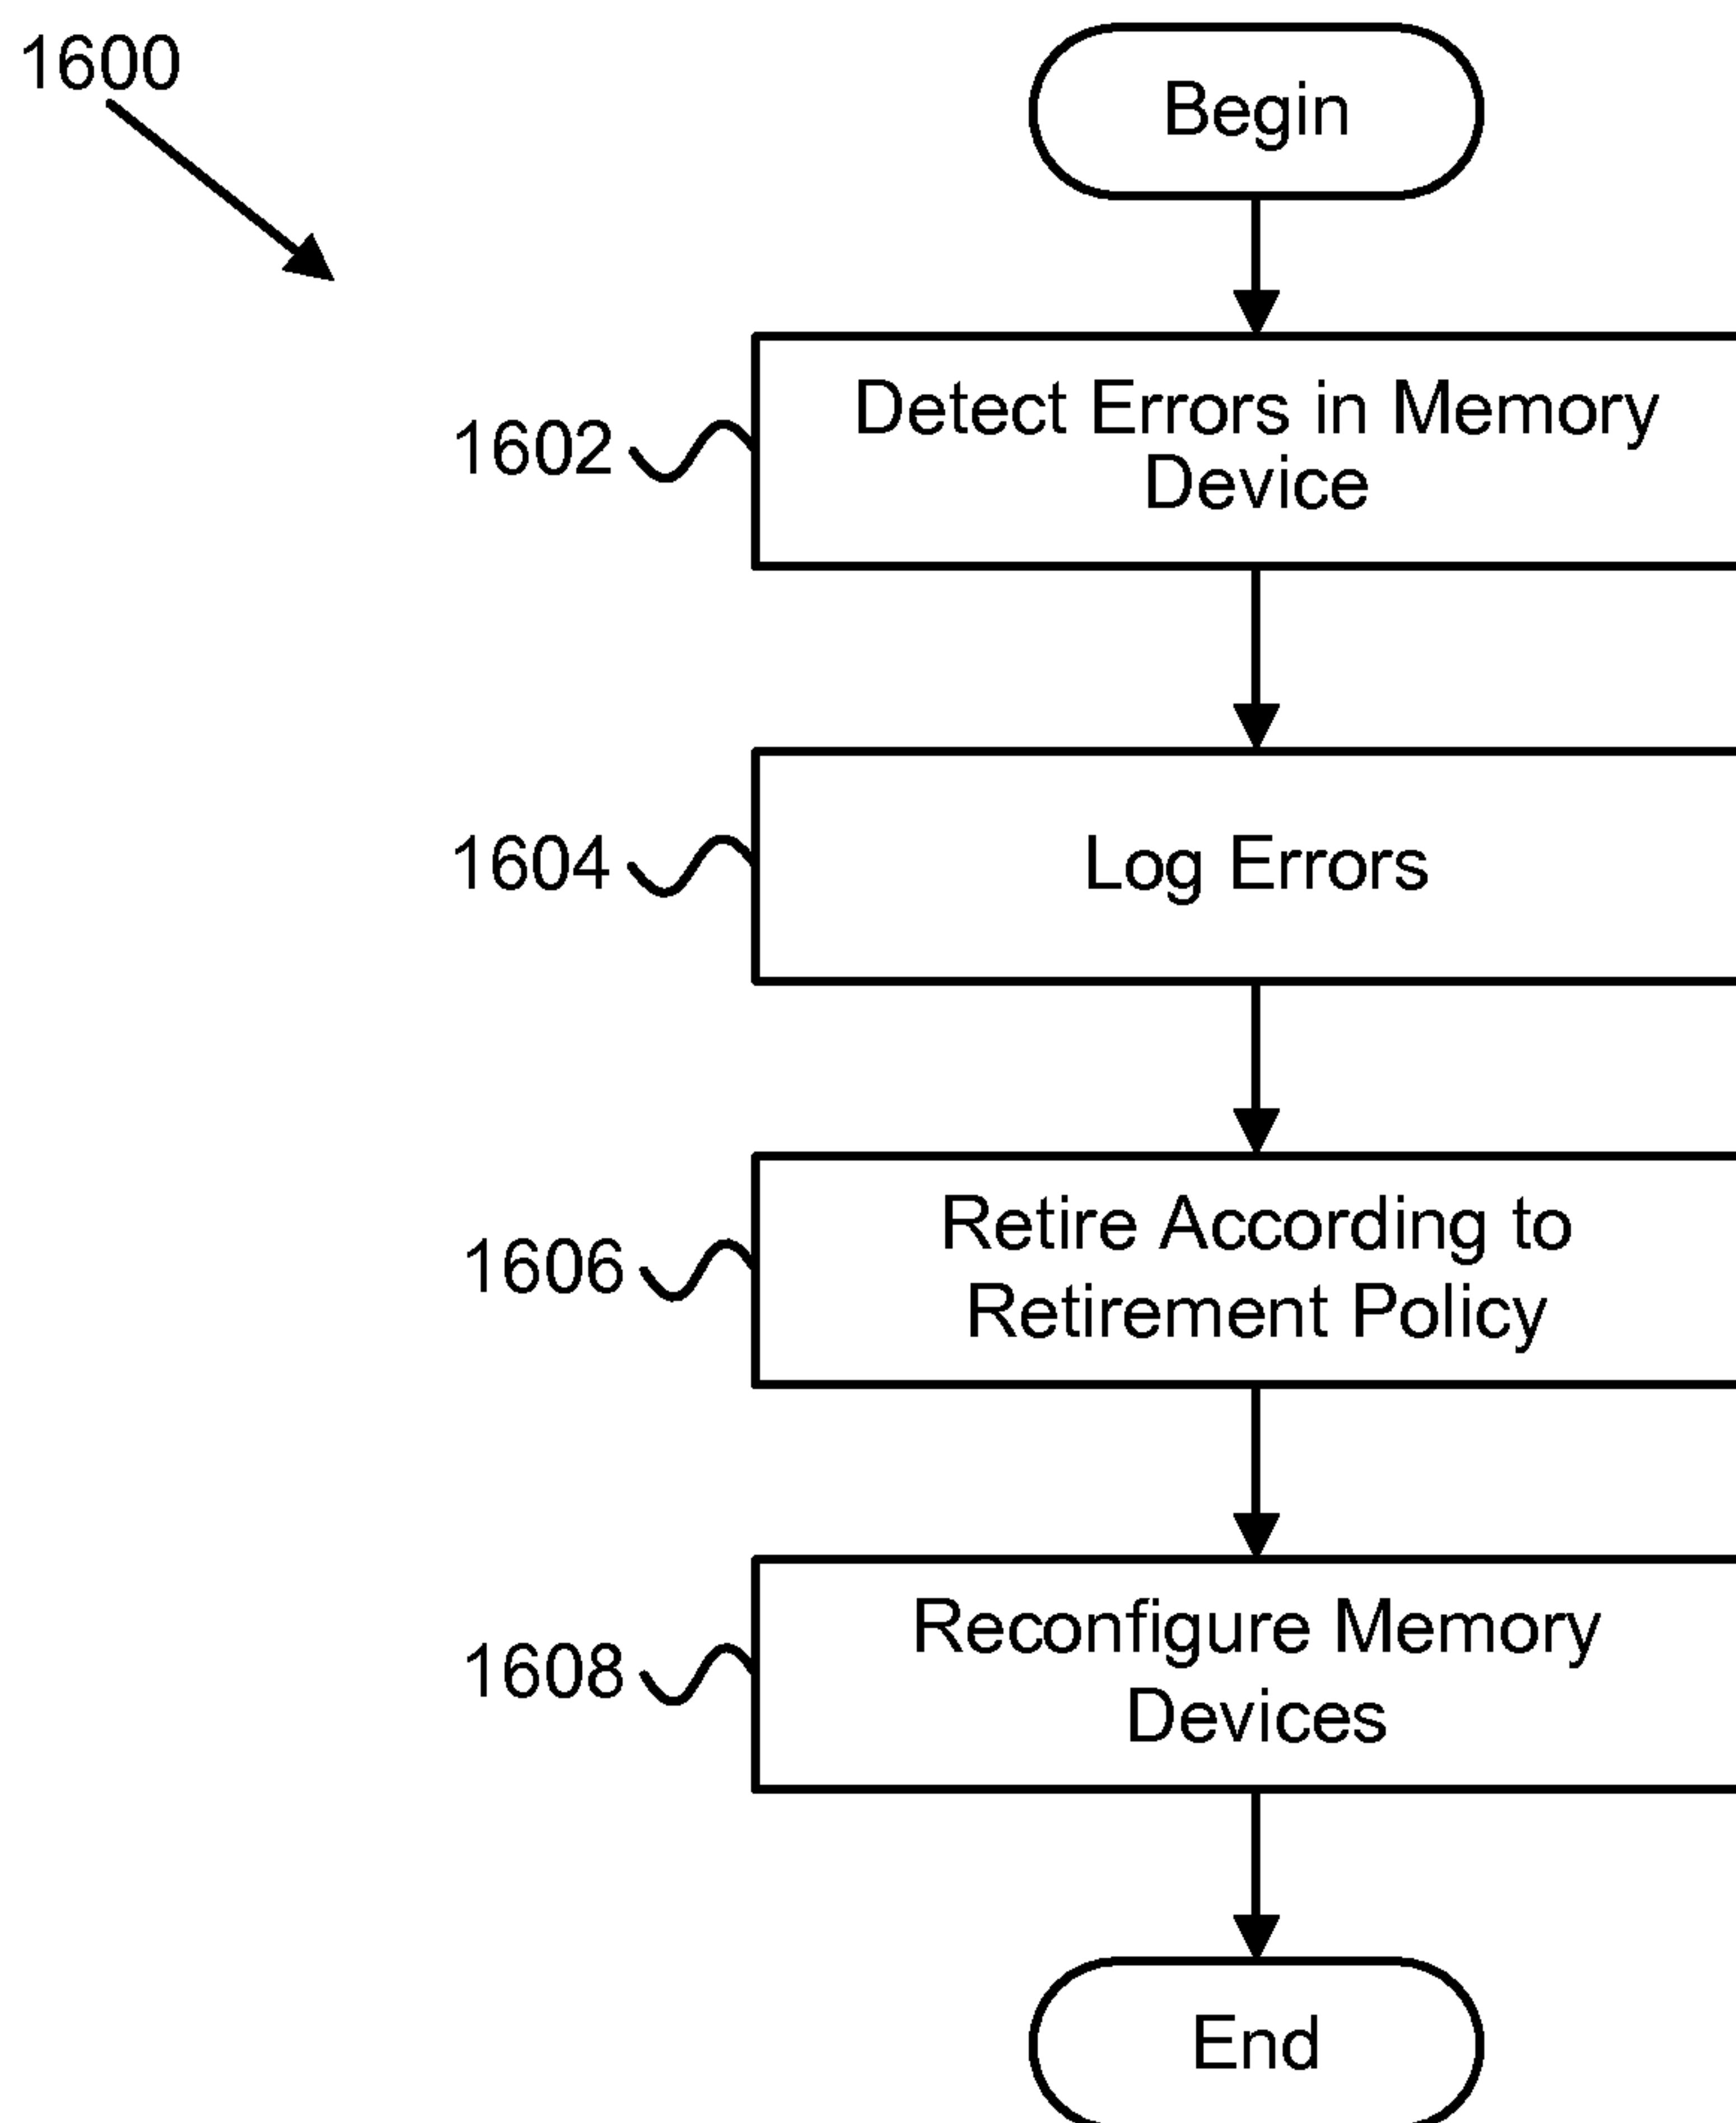 1600
Begin
1602
Detect Errors in Memory
Device
1604
Log Errors
1606
Retire According to
Retirement Policy
1608
Reconfigure Memory
Devices
End